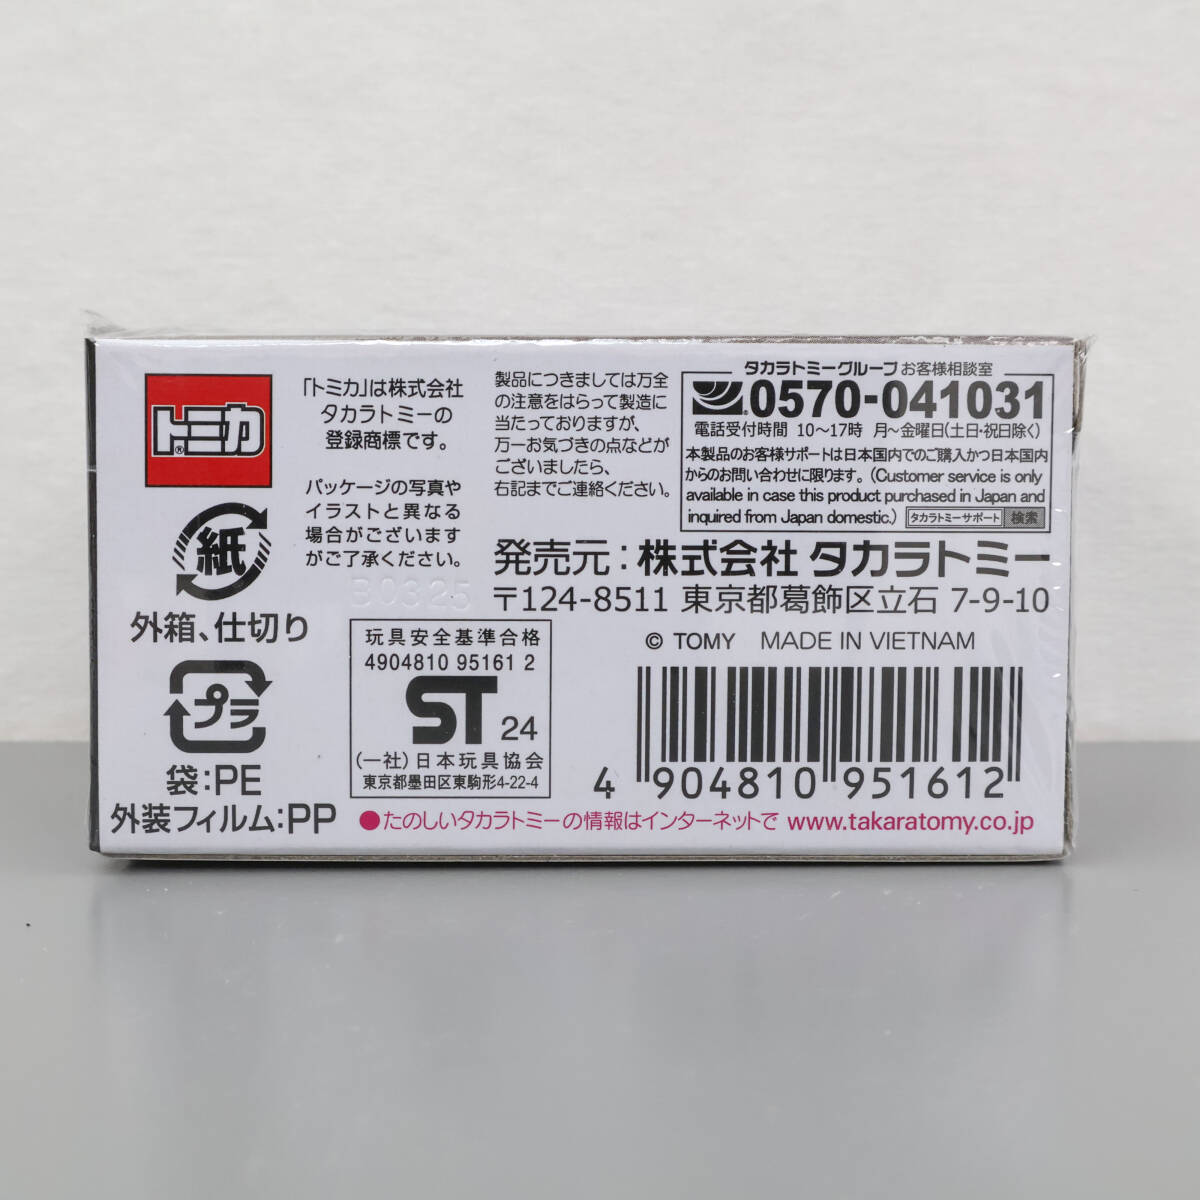 トミカ
®
「トミカ」は株式会社
タカラトミーの
登録商標です。
パッケージの写真や
イラストと異なる
場合がございます
がご了承ください。
B0325
紙
外箱、仕切り
プラ
袋:PE
外装フィルム:PP
玩具安全基準合格
4904810 95161 2
ST 24
(一社)日本玩具協会
東京都墨田区東駒形4-22-4
製品につきましては万全
の注意をはらって製造に
当たっておりますが、
万一お気づきの点などが
ございましたら、
右記までご連絡ください。
タカラトミーグループ お客様相談室
0570-041031
電話受付時間 10〜17時 月〜金曜日(土日・祝日除く)
本製品のお客様サポートは日本国内でのご購入かつ日本国内
からのお問い合わせに限ります。(Customer service is only
available in case this product purchased in Japan and
inquired from Japan domestic.) タカラトミーサポート 検索
発売元:株式会社 タカラトミー
〒124-8511 東京都葛飾区立石 7-9-10
© TOMY MADE IN VIETNAM
4 904810 951612
●たのしいタカラトミーの情報はインターネットで www.takaratomy.co.jp